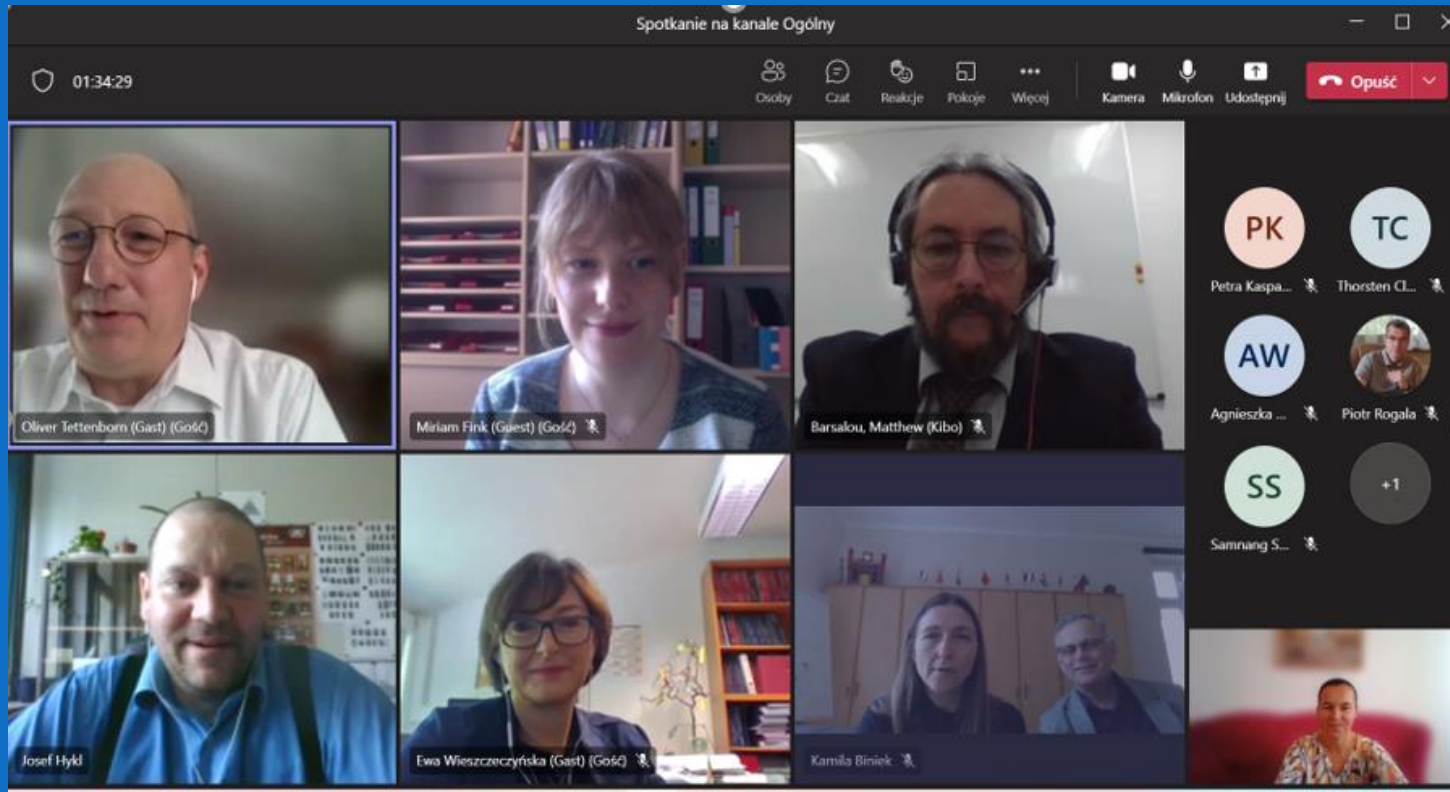 Spotkanie na kanale Ogólny
01:34:29
Osoby
Czat
Reakcje
Pokoje
Więcej
Kamera
Mikrofon
Udostępnij
Opuść
Oliver Tettenborn (Gast) (Gość)
Miriam Fink (Guest) (Gość)
Barsalou, Matthew (Kibo)
PK
TC
Petra Kaspa...
Thorsten Cl...
AW
Agnieszka ...
Piotr Rogala
SS
+1
Samnang S...
Josef Hykl
Ewa Wieszczeczyńska (Gast) (Gość)
Kamila Biniek